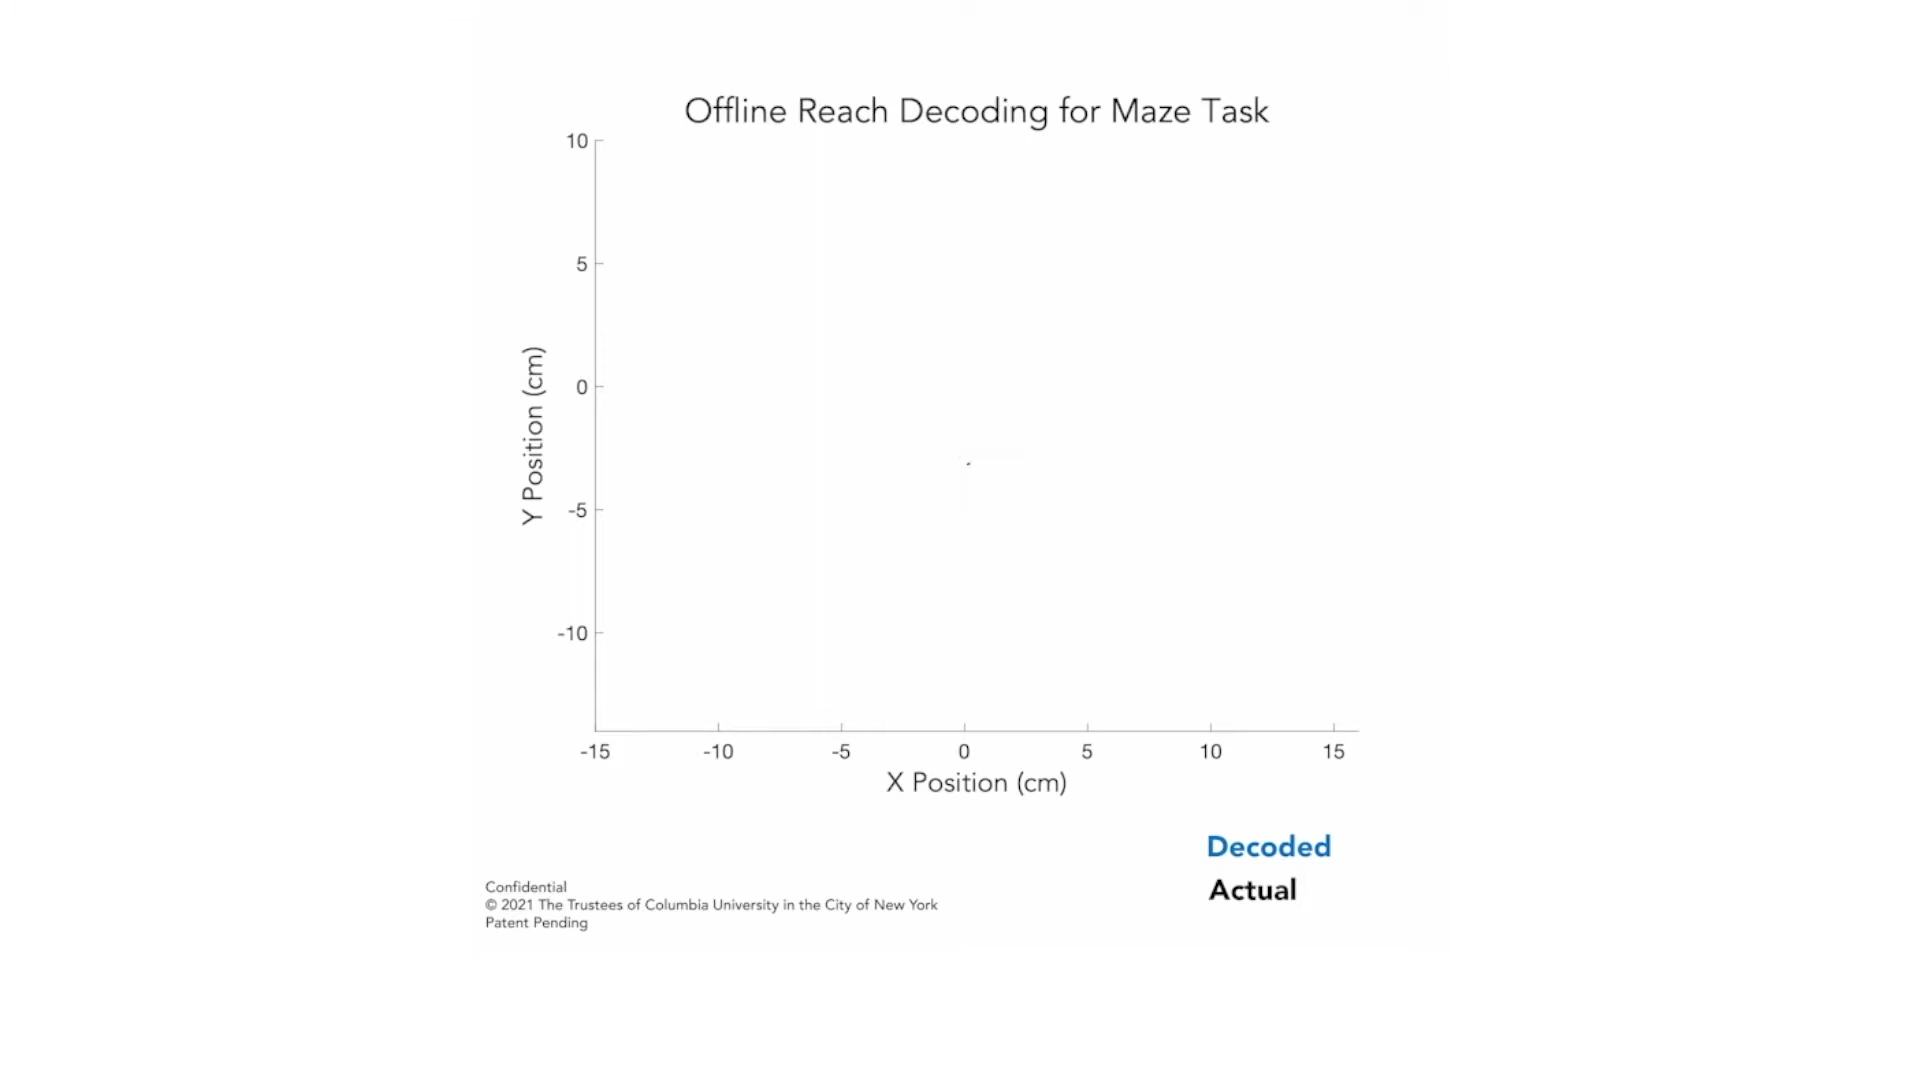 Offline Reach Decoding for Maze Task
10
5
0
-5
-10
Y Position (cm)
-15 -10 -5 0 5 10 15
X Position (cm)
Decoded
Actual
Confidential
© 2021 The Trustees of Columbia University in the City of New York
Patent Pending